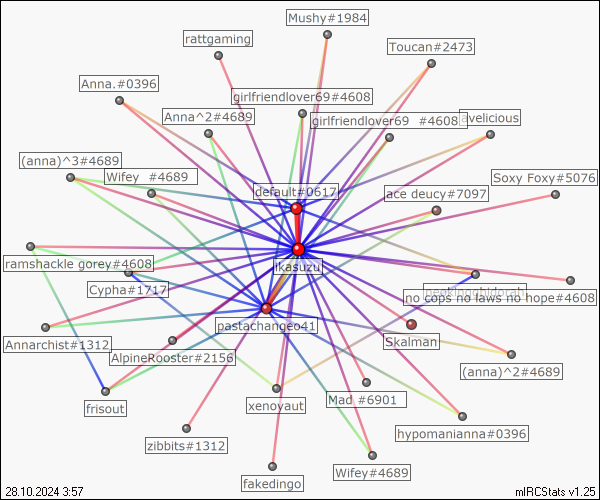 Mushy#1984
rattgaming
Toucan#2473
Anna.#0396
girlfriendlover69#4608
Anna^2#4689
girlfriendlover69 #4608
velicious
(anna)^3#4689
Wifey #4689
Soxy Foxy#5076
default#0617
ace deucy#7097
ikasuzu
ramshackle gorey#4608
Cypha#1717
no cops no laws no hope#4608
pastachangeo41
Annarchist#1312
Skalman
AlpineRooster#2156
(anna)^2#4689
frisout
xenoyaut
Mad #6901
hypomanianna#0396
zibbits#1312
Wifey#4689
fakedingo
28.10.2024 3:57
mIRCStats v1.25